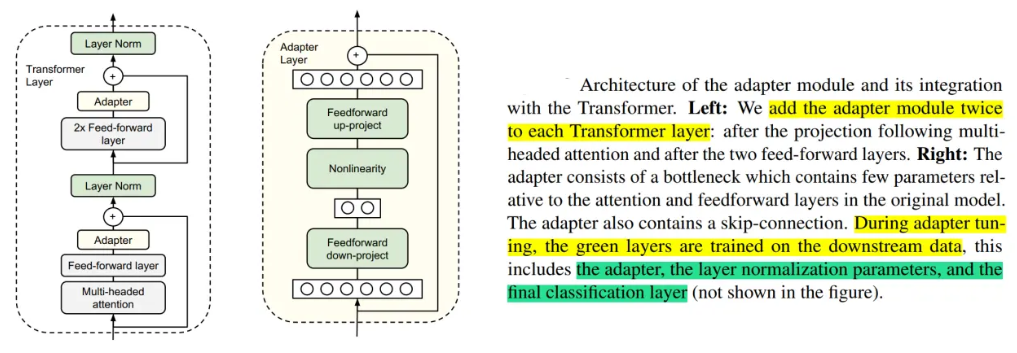 Layer Norm
Transformer
Layer
+
Adapter
2x Feed-forward
layer
Layer Norm
+
Adapter
Feed-forward layer
Multi-headed
attention
Adapter
Layer
+
Feedforward
up-project
Nonlinearity
Feedforward
down-project
Architecture of the adapter module and its integration
with the Transformer. Left: We add the adapter module twice
to each Transformer layer: after the projection following multi-
headed attention and after the two feed-forward layers. Right: The
adapter consists of a bottleneck which contains few parameters rel-
ative to the attention and feedforward layers in the original model.
The adapter also contains a skip-connection. During adapter tun-
ing, the green layers are trained on the downstream data, this
includes the adapter, the layer normalization parameters, and the
final classification layer (not shown in the figure).